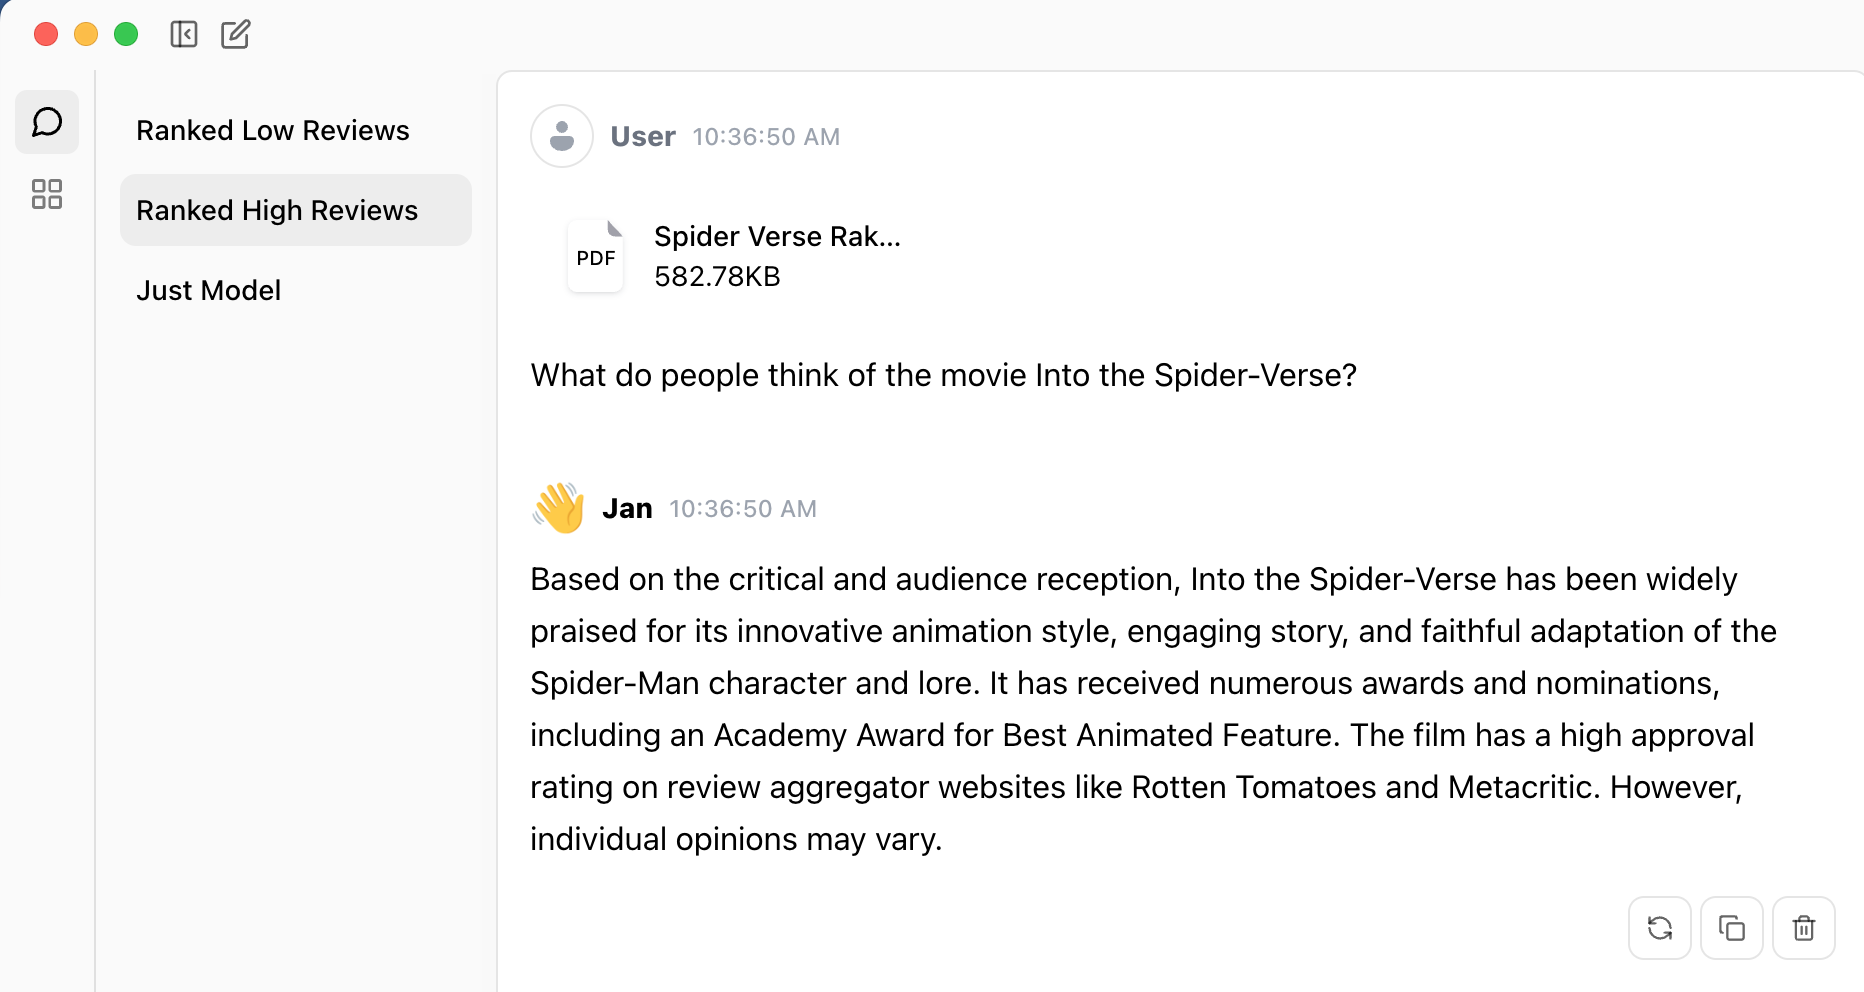 Ranked Low Reviews
Ranked High Reviews
Just Model
User 10:36:50 AM
PDF
Spider Verse Rak...
582.78KB
What do people think of the movie Into the Spider-Verse?
Jan 10:36:50 AM
Based on the critical and audience reception, Into the Spider-Verse has been widely
praised for its innovative animation style, engaging story, and faithful adaptation of the
Spider-Man character and lore. It has received numerous awards and nominations,
including an Academy Award for Best Animated Feature. The film has a high approval
rating on review aggregator websites like Rotten Tomatoes and Metacritic. However,
individual opinions may vary.